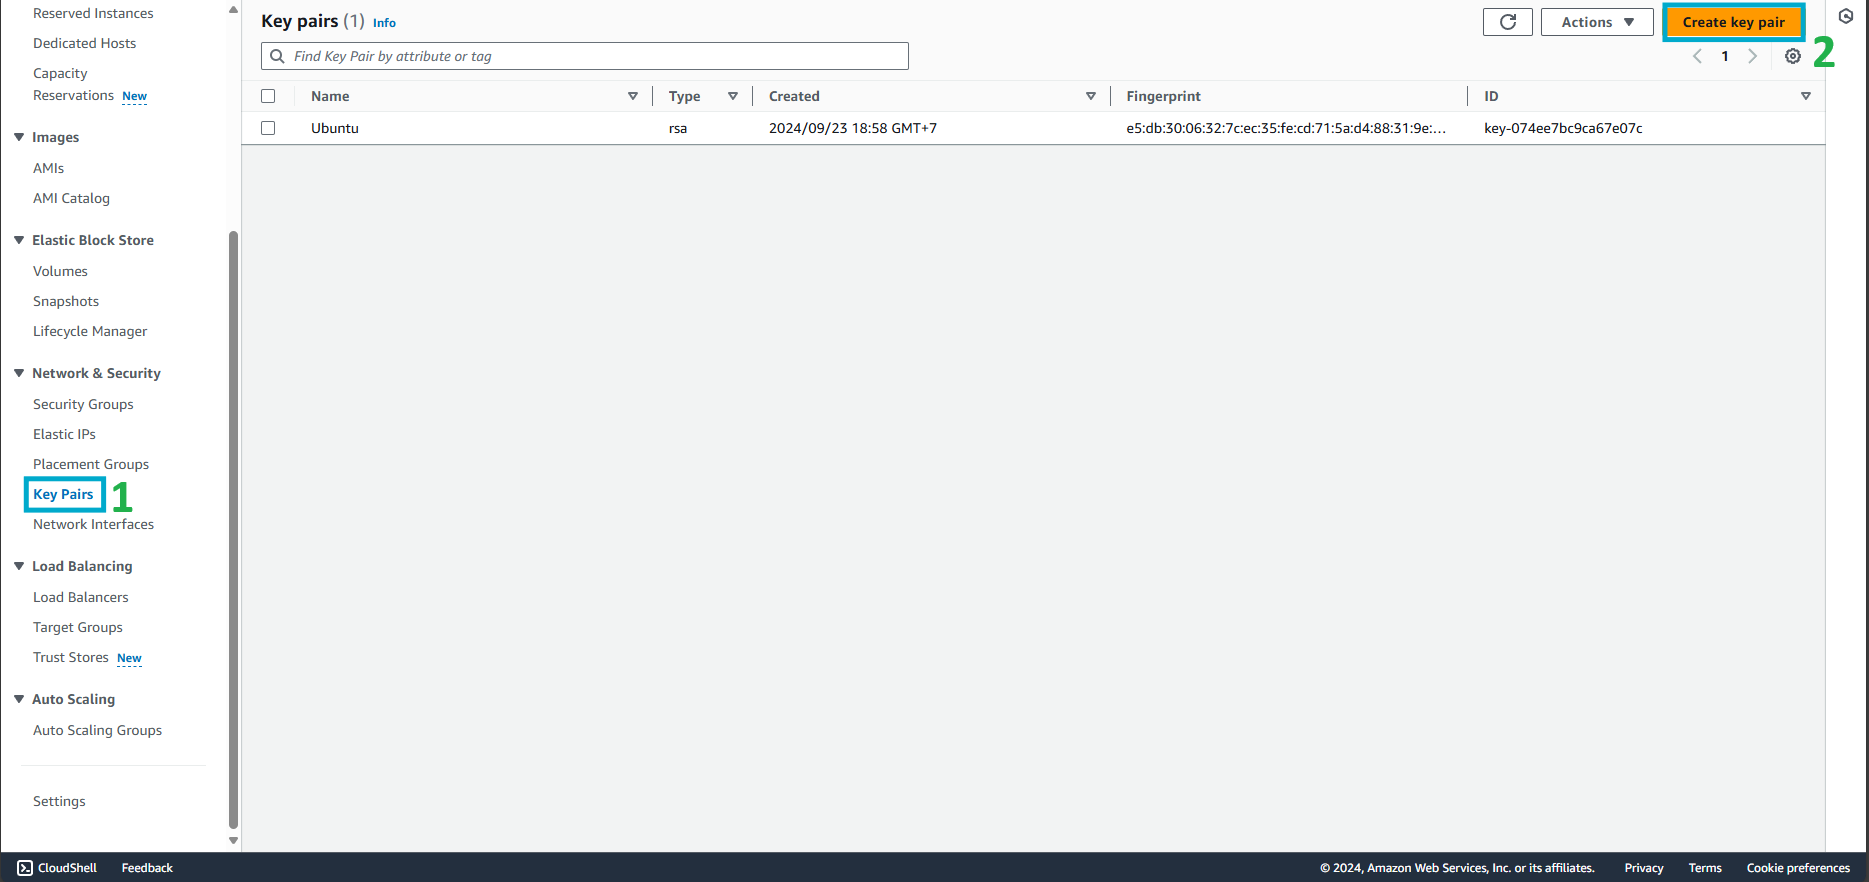 Reserved Instances
Dedicated Hosts
Capacity
Reservations New
Images
AMIs
AMI Catalog
Elastic Block Store
Volumes
Snapshots
Lifecycle Manager
Network & Security
Security Groups
Elastic IPs
Placement Groups
Key Pairs 1
Network Interfaces
Load Balancing
Load Balancers
Target Groups
Trust Stores New
Auto Scaling
Auto Scaling Groups
Settings
Key pairs (1) Info
Actions
Create key pair
2
Find Key Pair by attribute or tag
1
Name Type Created Fingerprint ID
Ubuntu rsa 2024/09/23 18:58 GMT+7 e5:db:30:06:32:7c:ec:35:fe:cd:71:5a:d4:88:31:9e:... key-074ee7bc9ca67e07c
CloudShell Feedback © 2024, Amazon Web Services, Inc. or its affiliates. Privacy Terms Cookie preferences